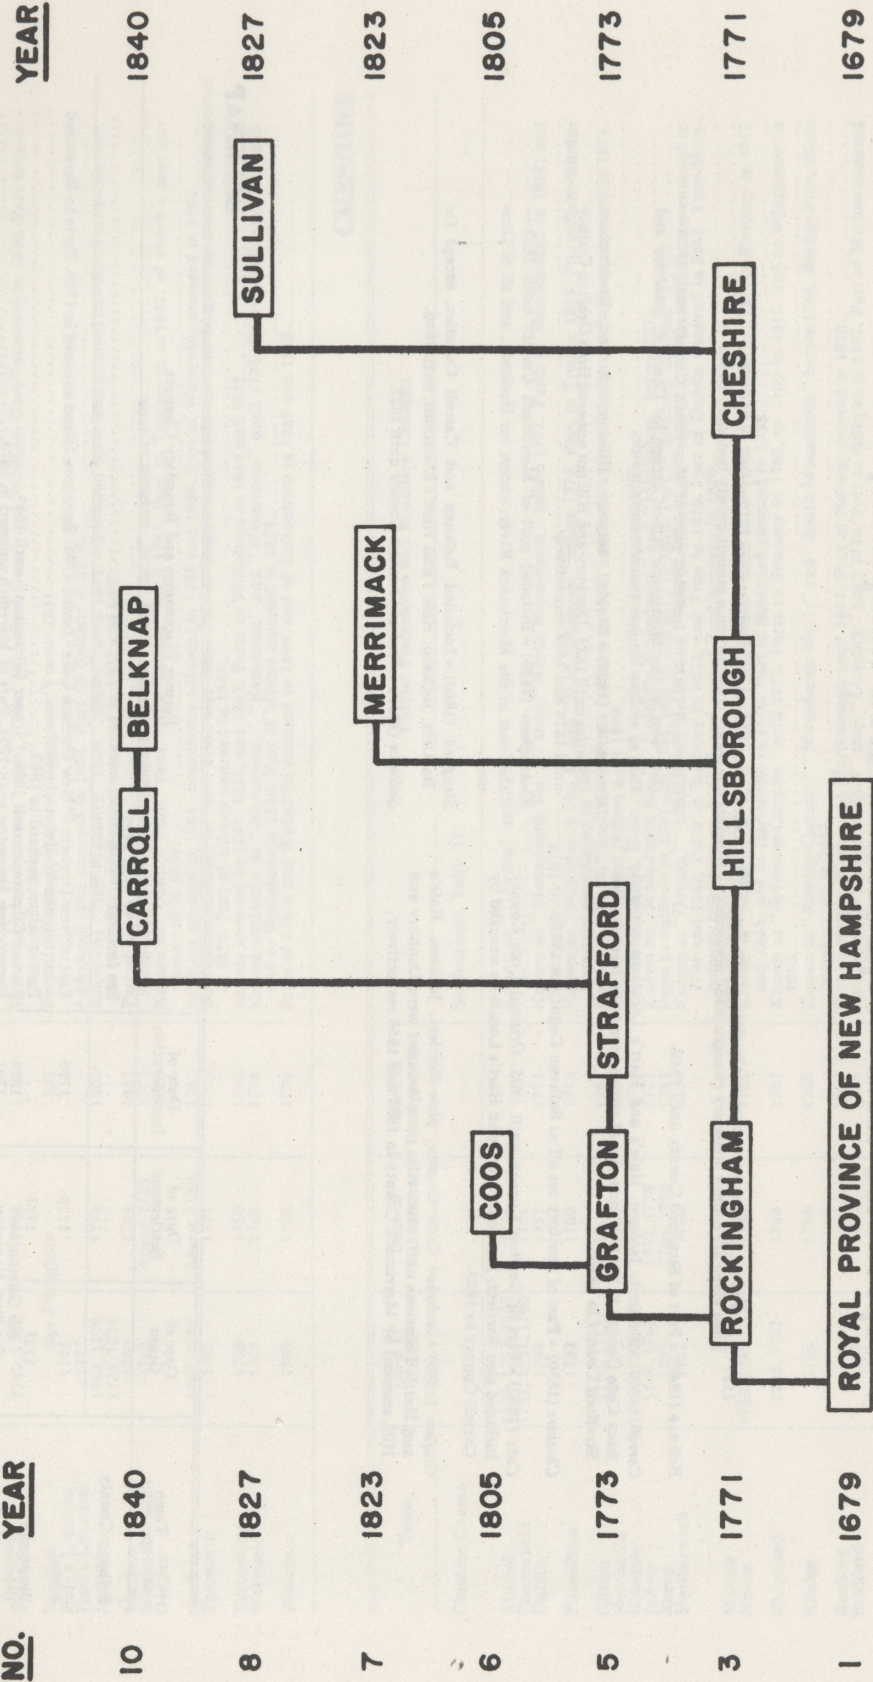 NO. YEAR YEAR
10 1840 CARROLL BELKNAP 1840
8 1827 SULLIVAN 1827
7 1823 MERRIMACK 1823
6 1805 COOS 1805
5 1773 GRAFTON STRAFFORD 1773
3 1771 ROCKINGHAM HILLSBOROUGH CHESHIRE 1771
1 1679 ROYAL PROVINCE OF NEW HAMPSHIRE 1679